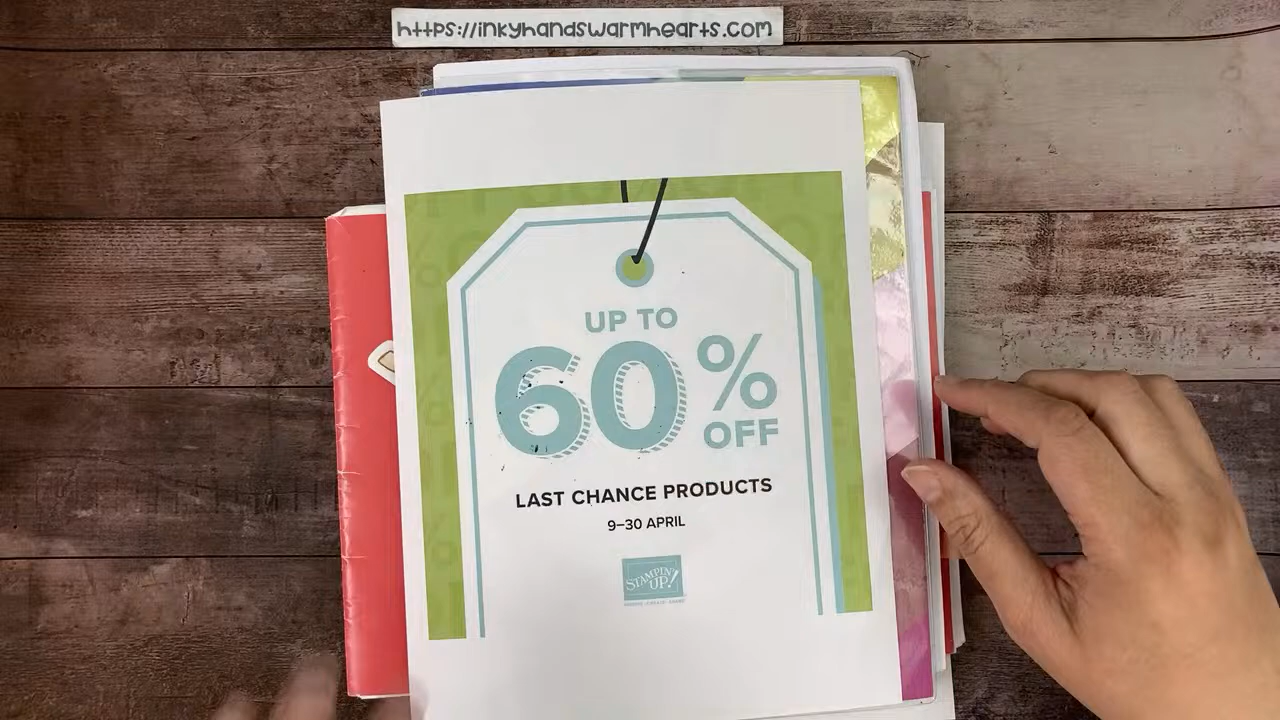 https://inkyhandswarmhearts.com
UP TO
60%
OFF
LAST CHANCE PRODUCTS
9–30 APRIL
STAMPIN'
UP!